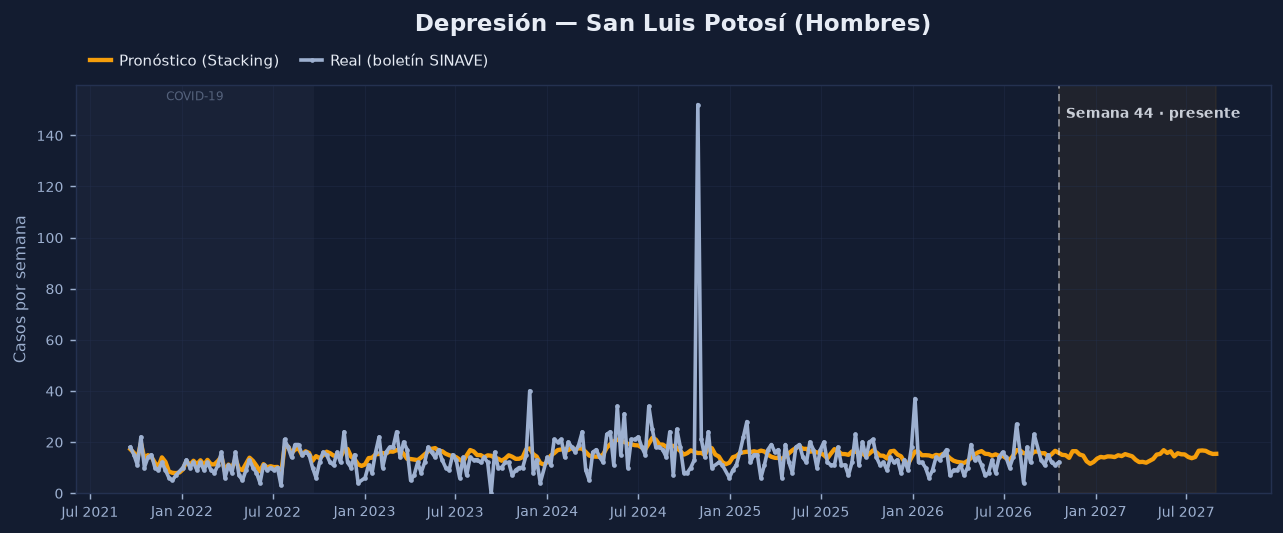 Depresión — San Luis Potosí (Hombres)
Pronóstico (Stacking) Real (boletín SINAVE)
COVID-19
Semana 44 · presente
Casos por semana
140
120
100
80
60
40
20
0
Jul 2021 Jan 2022 Jul 2022 Jan 2023 Jul 2023 Jan 2024 Jul 2024 Jan 2025 Jul 2025 Jan 2026 Jul 2026 Jan 2027 Jul 2027